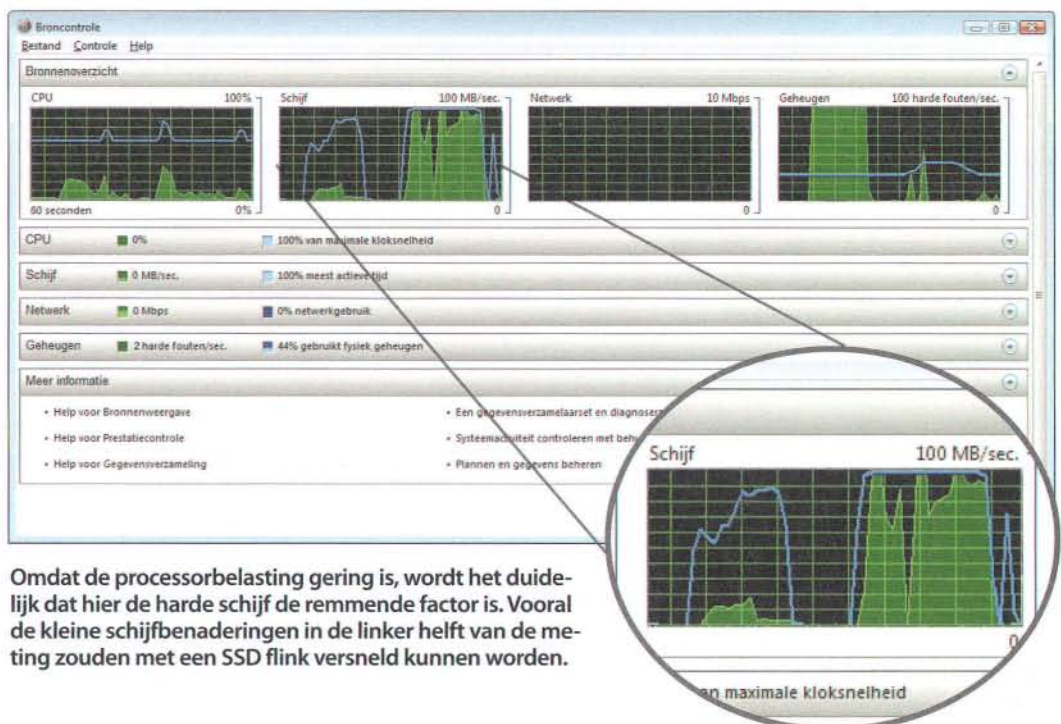 Broncontrole
Bestand Controle Help
Bronnenoverzicht
CPU 100%
60 seconden 0%
Schijf 100 MB/sec.
0
Netwerk 10 Mbps
0
Geheugen 100 harde fouten/sec.
0
CPU 0% 100% van maximale kloksnelheid
Schijf 0 MB/sec. 100% meest actieve tijd
Netwerk 0 Mbps 0% netwerkgebruik
Geheugen 2 harde fouten/sec. 44% gebruikt fysiek geheugen
Meer informatie
• Help voor Bronnenweergave
• Een gegevensverzamelaarset en
• Help voor Prestatiecontrole
• Systeemactiviteit controleren met
• Help voor Gegevensverzameling
• Plannen en gegevens beheren
Schijf 100 MB/sec.
0
an maximale kloksnelheid
Omdat de processorbelasting gering is, wordt het duide-
lijk dat hier de harde schijf de remmende factor is. Vooral
de kleine schijfbenaderingen in de linker helft van de me-
ting zouden met een SSD flink versneld kunnen worden.